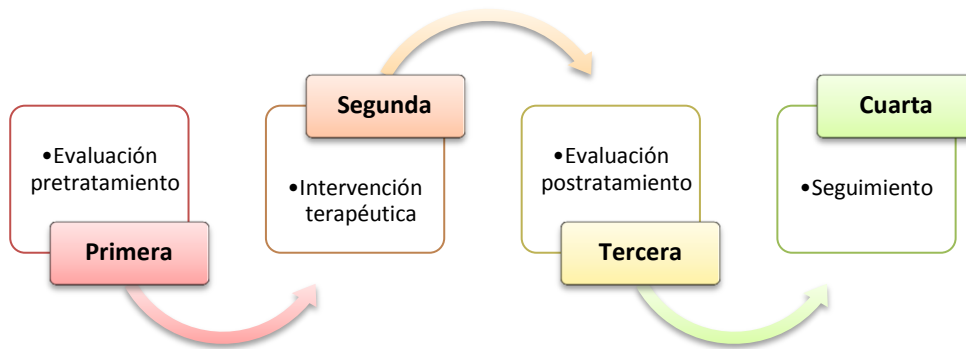 •Evaluación
pretratamiento
Primera
Segunda
•Intervención
terapéutica
•Evaluación
postratamiento
Tercera
Cuarta
•Seguimiento